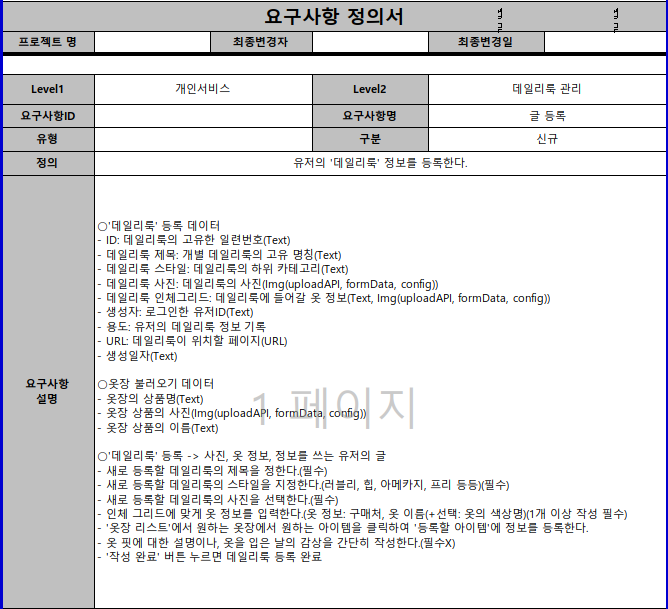 요구사항 정의서
프로젝트 명 최종변경자 최종변경일
Level1 개인서비스 Level2 데일리룩 관리
요구사항ID 요구사항명 글 등록
유형 구분 신규
정의 유저의 '데일리룩' 정보를 등록한다.
요구사항
설명
○'데일리룩' 등록 데이터
- ID: 데일리룩의 고유한 일련번호(Text)
- 데일리룩 제목: 개별 데일리룩의 고유 명칭(Text)
- 데일리룩 스타일: 데일리룩의 하위 카테고리(Text)
- 데일리룩 사진: 데일리룩의 사진(Img(uploadAPI, formData, config))
- 데일리룩 인체그리드: 데일리룩에 들어갈 옷 정보(Text, Img(uploadAPI, formData, config))
- 생성자: 로그인한 유저ID(Text)
- 용도: 유저의 데일리룩 정보 기록
- URL: 데일리룩이 위치할 페이지(URL)
- 생성일자(Text)
○옷장 불러오기 데이터
- 옷장의 상품명(Text)
- 옷장 상품의 사진(Img(uploadAPI, formData, config))
- 옷장 상품의 이름(Text)
1 페이지
○'데일리룩' 등록 -> 사진, 옷 정보, 정보를 쓰는 유저의 글
- 새로 등록할 데일리룩의 제목을 정한다.(필수)
- 새로 등록할 데일리룩의 스타일을 지정한다.(러블리, 힙, 아메카지, 프리 등등)(필수)
- 새로 등록할 데일리룩의 사진을 선택한다.(필수)
- 인체 그리드에 맞게 옷 정보를 입력한다.(옷 정보: 구매처, 옷 이름(+선택: 옷의 색상명)(1개 이상 작성 필수)
- '옷장 리스트'에서 원하는 옷장에서 원하는 아이템을 클릭하여 '등록할 아이템'에 정보를 등록한다.
- 옷 핏에 대한 설명이나, 옷을 입은 날의 감상을 간단히 작성한다.(필수X)
- '작성 완료' 버튼 누르면 데일리룩 등록 완료